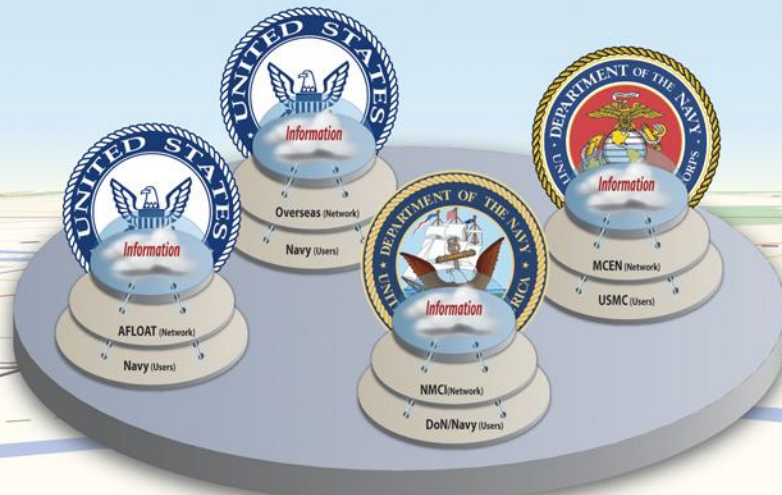 UNITED STATES
Information
Overseas (Network)
Navy (Users)
UNITED STATES
Information
AFLOAT (Network)
Navy (Users)
DEPARTMENT OF THE NAVY
Information
NMCI(Network)
DoN/Navy (Users)
DEPARTMENT OF THE NAVY
Information
MCEN (Network)
USMC (Users)